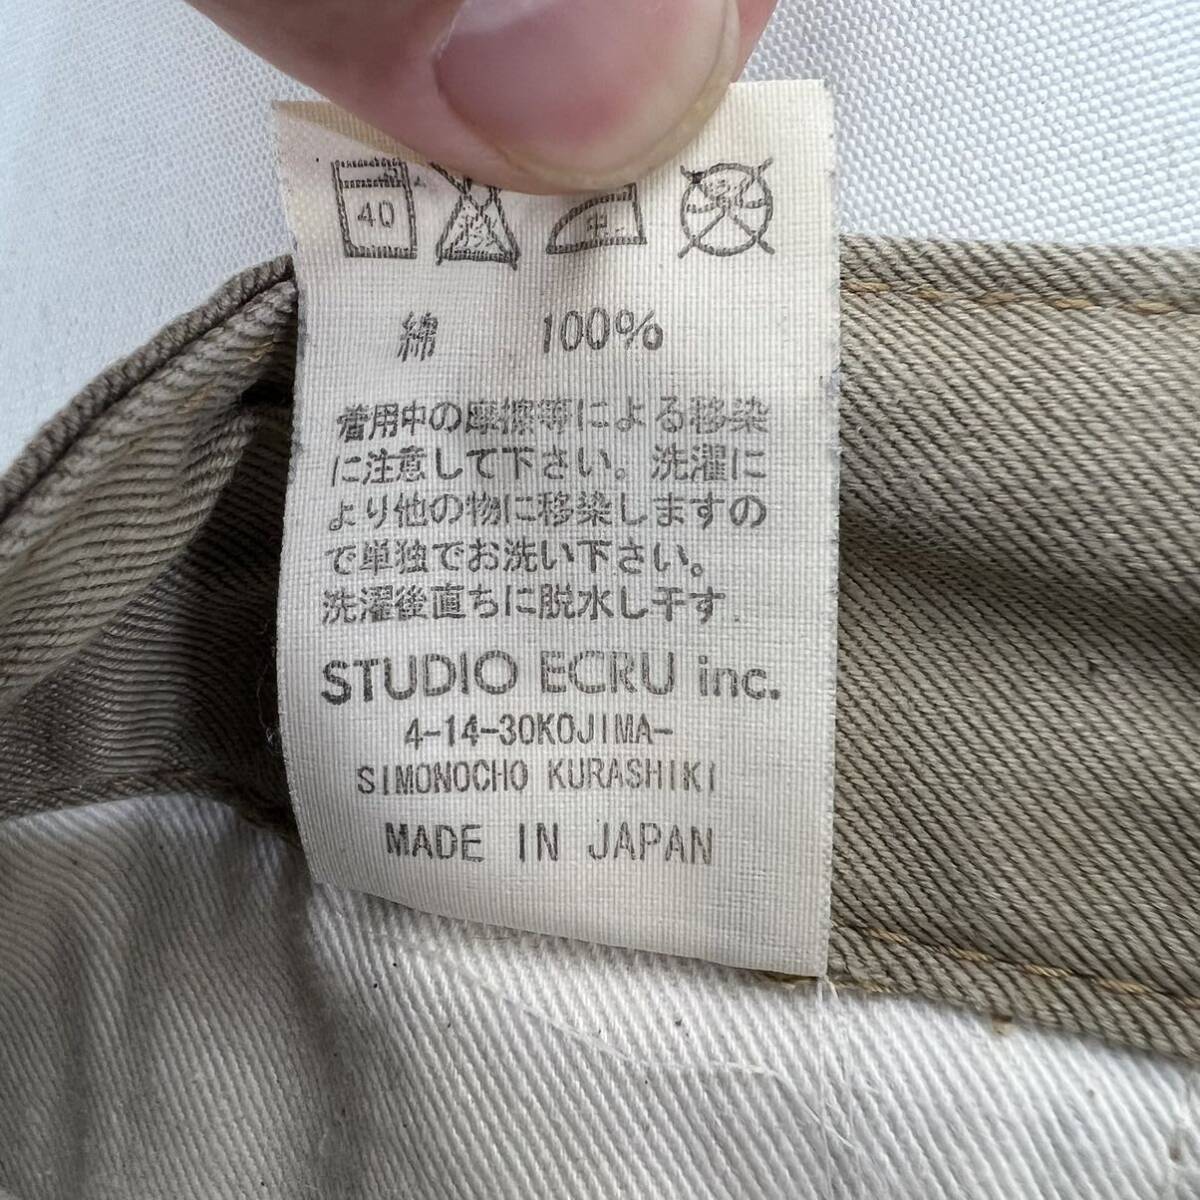 40 中
綿 100%
着用中の摩擦等による移染
に注意して下さい。洗濯に
より他の物に移染しますの
で単独でお洗い下さい。
洗濯後直ちに脱水し干す
STUDIO ECRU inc.
4-14-30KOJIMA-
SIMONOCHO KURASHIKI
MADE IN JAPAN